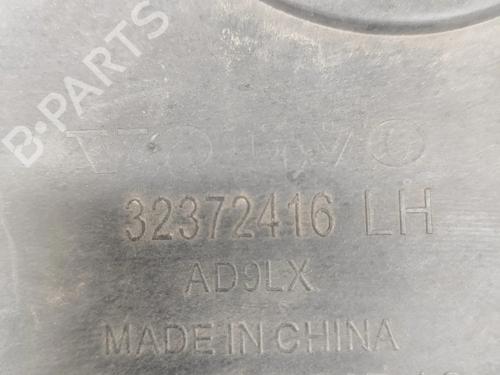 B-PARTS
VOLVO
32372416 LH
AD9LX
MADE IN CHINA